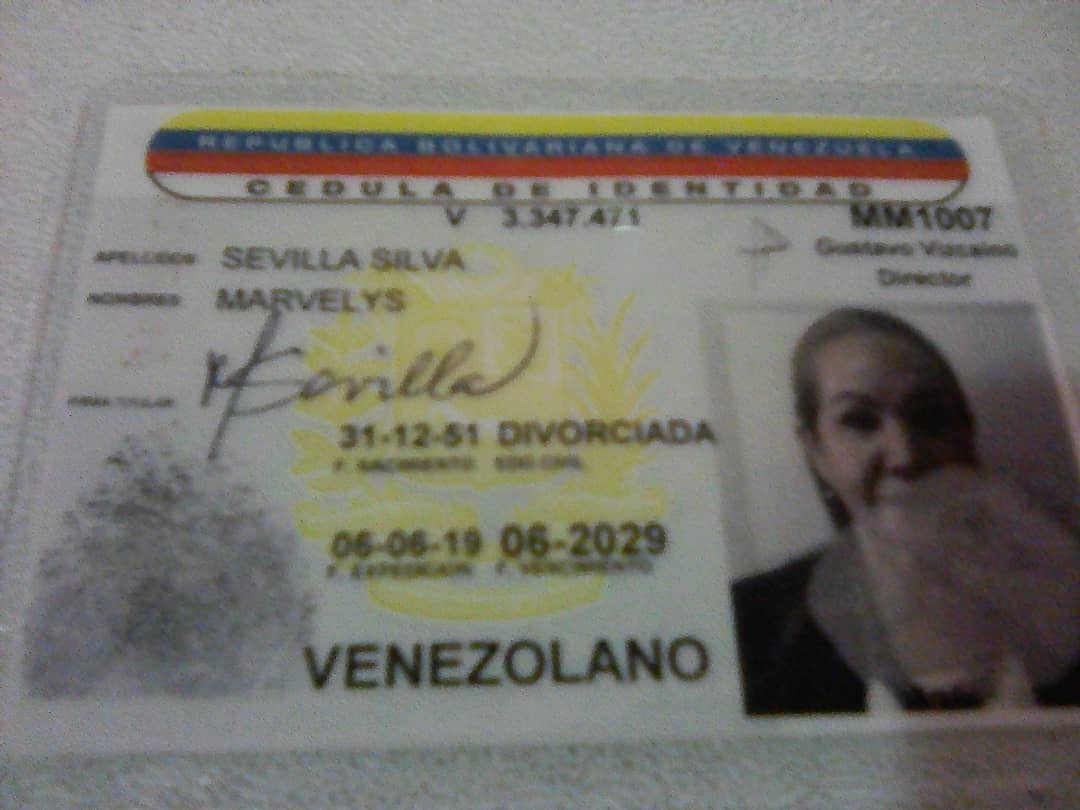 REPUBLICA BOLIVARIANA DE VENEZUELA
CEDULA DE IDENTIDAD
V 3.347.471
MM1007
Gustavo Vizcaino
Director
APELLIDOS SEVILLA SILVA
NOMBRES MARVELYS
MSevilla
FIRMA TITULAR
31-12-51 DIVORCIADA
F. NACIMIENTO EDO CIVIL
06-06-19 06-2029
F. EXPEDICION F. VENCIMIENTO
VENEZOLANO